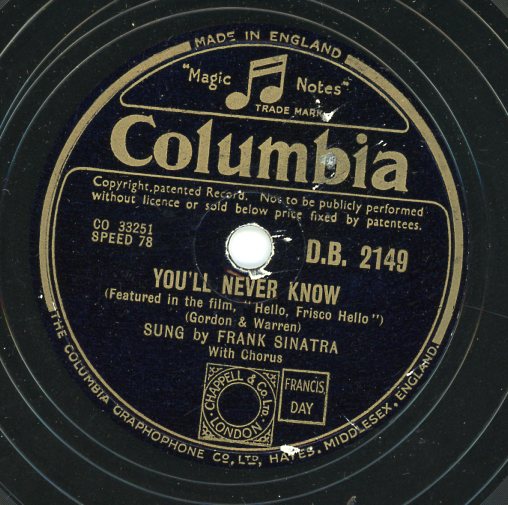 MADE IN ENGLAND
"Magic Notes"
TRADE MARK
Columbia
Copyright, patented Record. Not to be publicly performed
without licence or sold below price fixed by patentees.
CO 33251
SPEED 78
D.B. 2149
YOU'LL NEVER KNOW
(Featured in the film, "Hello, Frisco Hello")
(Gordon & Warren)
SUNG by FRANK SINATRA
With Chorus
CHAPPELL & Co. Ltd.
LONDON
FRANCIS
DAY
THE COLUMBIA GRAPHOPHONE CO., LTD., HAYES, MIDDLESEX, ENGLAND.